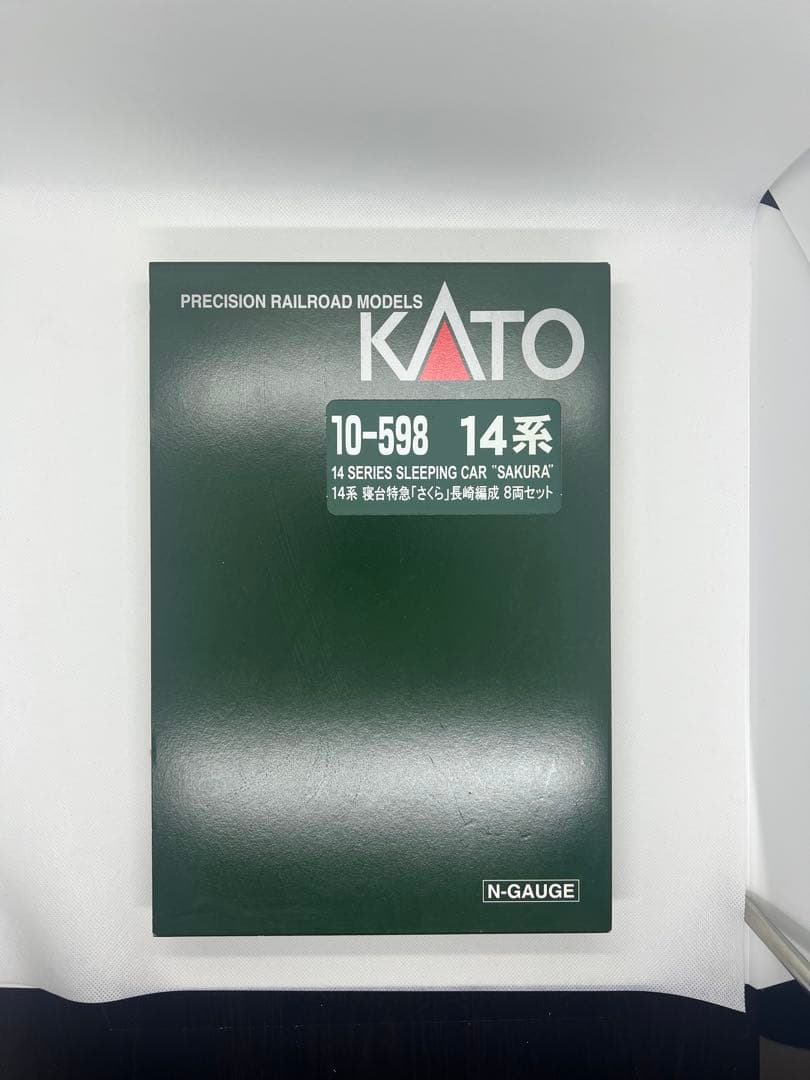 PRECISION RAILROAD MODELS
KATO
10-598 14系
14 SERIES SLEEPING CAR "SAKURA"
14系 寝台特急「さくら」長崎編成 8両セット
N-GAUGE